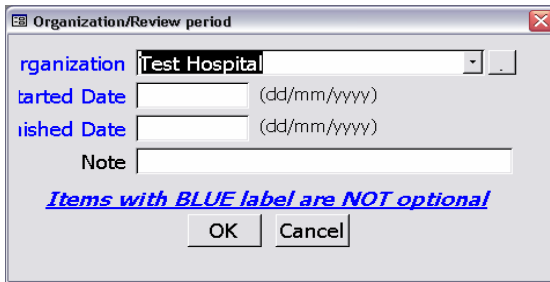 Organization/Review period
rganization Test Hospital
tarted Date (dd/mm/yyyy)
ished Date (dd/mm/yyyy)
Note
Items with BLUE label are NOT optional
OK Cancel